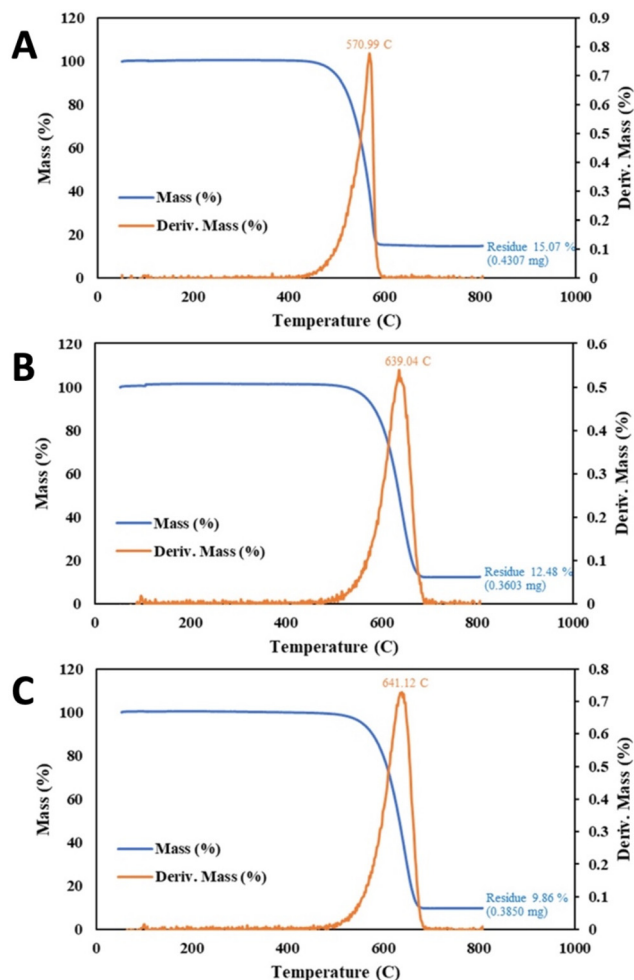 A
120
100
80
60
40
20
0
Mass (%)
0.9
0.8
0.7
0.6
0.5
0.4
0.3
0.2
0.1
0
Deriv. Mass (%)
570.99 C
Mass (%)
Deriv. Mass (%)
Residue 15.07 %
(0.4307 mg)
0 200 400 600 800 1000
Temperature (C)
B
120
100
80
60
40
20
0
Mass (%)
0.6
0.5
0.4
0.3
0.2
0.1
0
Deriv. Mass (%)
639.04 C
Mass (%)
Deriv. Mass (%)
Residue 12.48 %
(0.3603 mg)
0 200 400 600 800 1000
Temperature (C)
C
120
100
80
60
40
20
0
Mass (%)
0.8
0.7
0.6
0.5
0.4
0.3
0.2
0.1
0
Deriv. Mass (%)
641.12 C
Mass (%)
Deriv. Mass (%)
Residue 9.86 %
(0.3850 mg)
0 200 400 600 800 1000
Temperature (C)